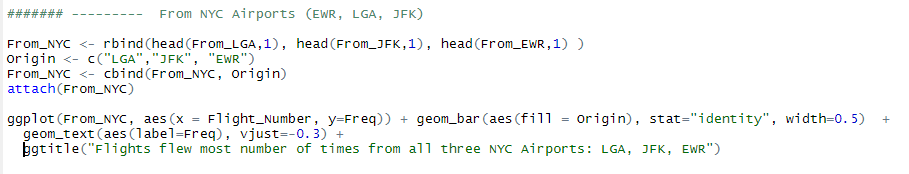 ####### ---------  From NYC Airports (EWR, LGA, JFK)
From_NYC <- rbind(head(From_LGA,1), head(From_JFK,1), head(From_EWR,1) )
Origin <- c("LGA","JFK", "EWR")
From_NYC <- cbind(From_NYC, Origin)
attach(From_NYC)
ggplot(From_NYC, aes(x = Flight_Number, y=Freq)) + geom_bar(aes(fill = Origin), stat="identity", width=0.5)  +
  geom_text(aes(label=Freq), vjust=-0.3) +
  ggtitle("Flights flew most number of times from all three NYC Airports: LGA, JFK, EWR")